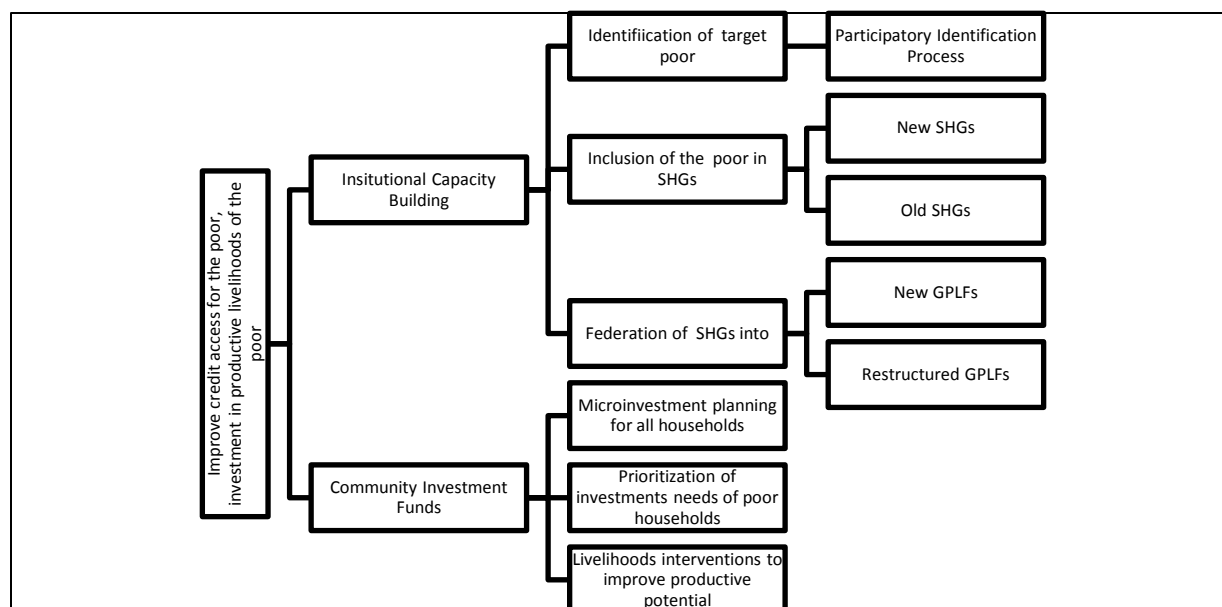 Improve credit access for the poor,
investment in productive livelihoods of the
poor
Insitutional Capacity
Building
Identifiication of target
poor
Participatory Identification
Process
Inclusion of the poor in
SHGs
New SHGs
Old SHGs
Federation of SHGs into
New GPLFs
Restructured GPLFs
Community Investment
Funds
Microinvestment planning
for all households
Prioritization of
investments needs of poor
households
Livelihoods interventions to
improve productive
potential